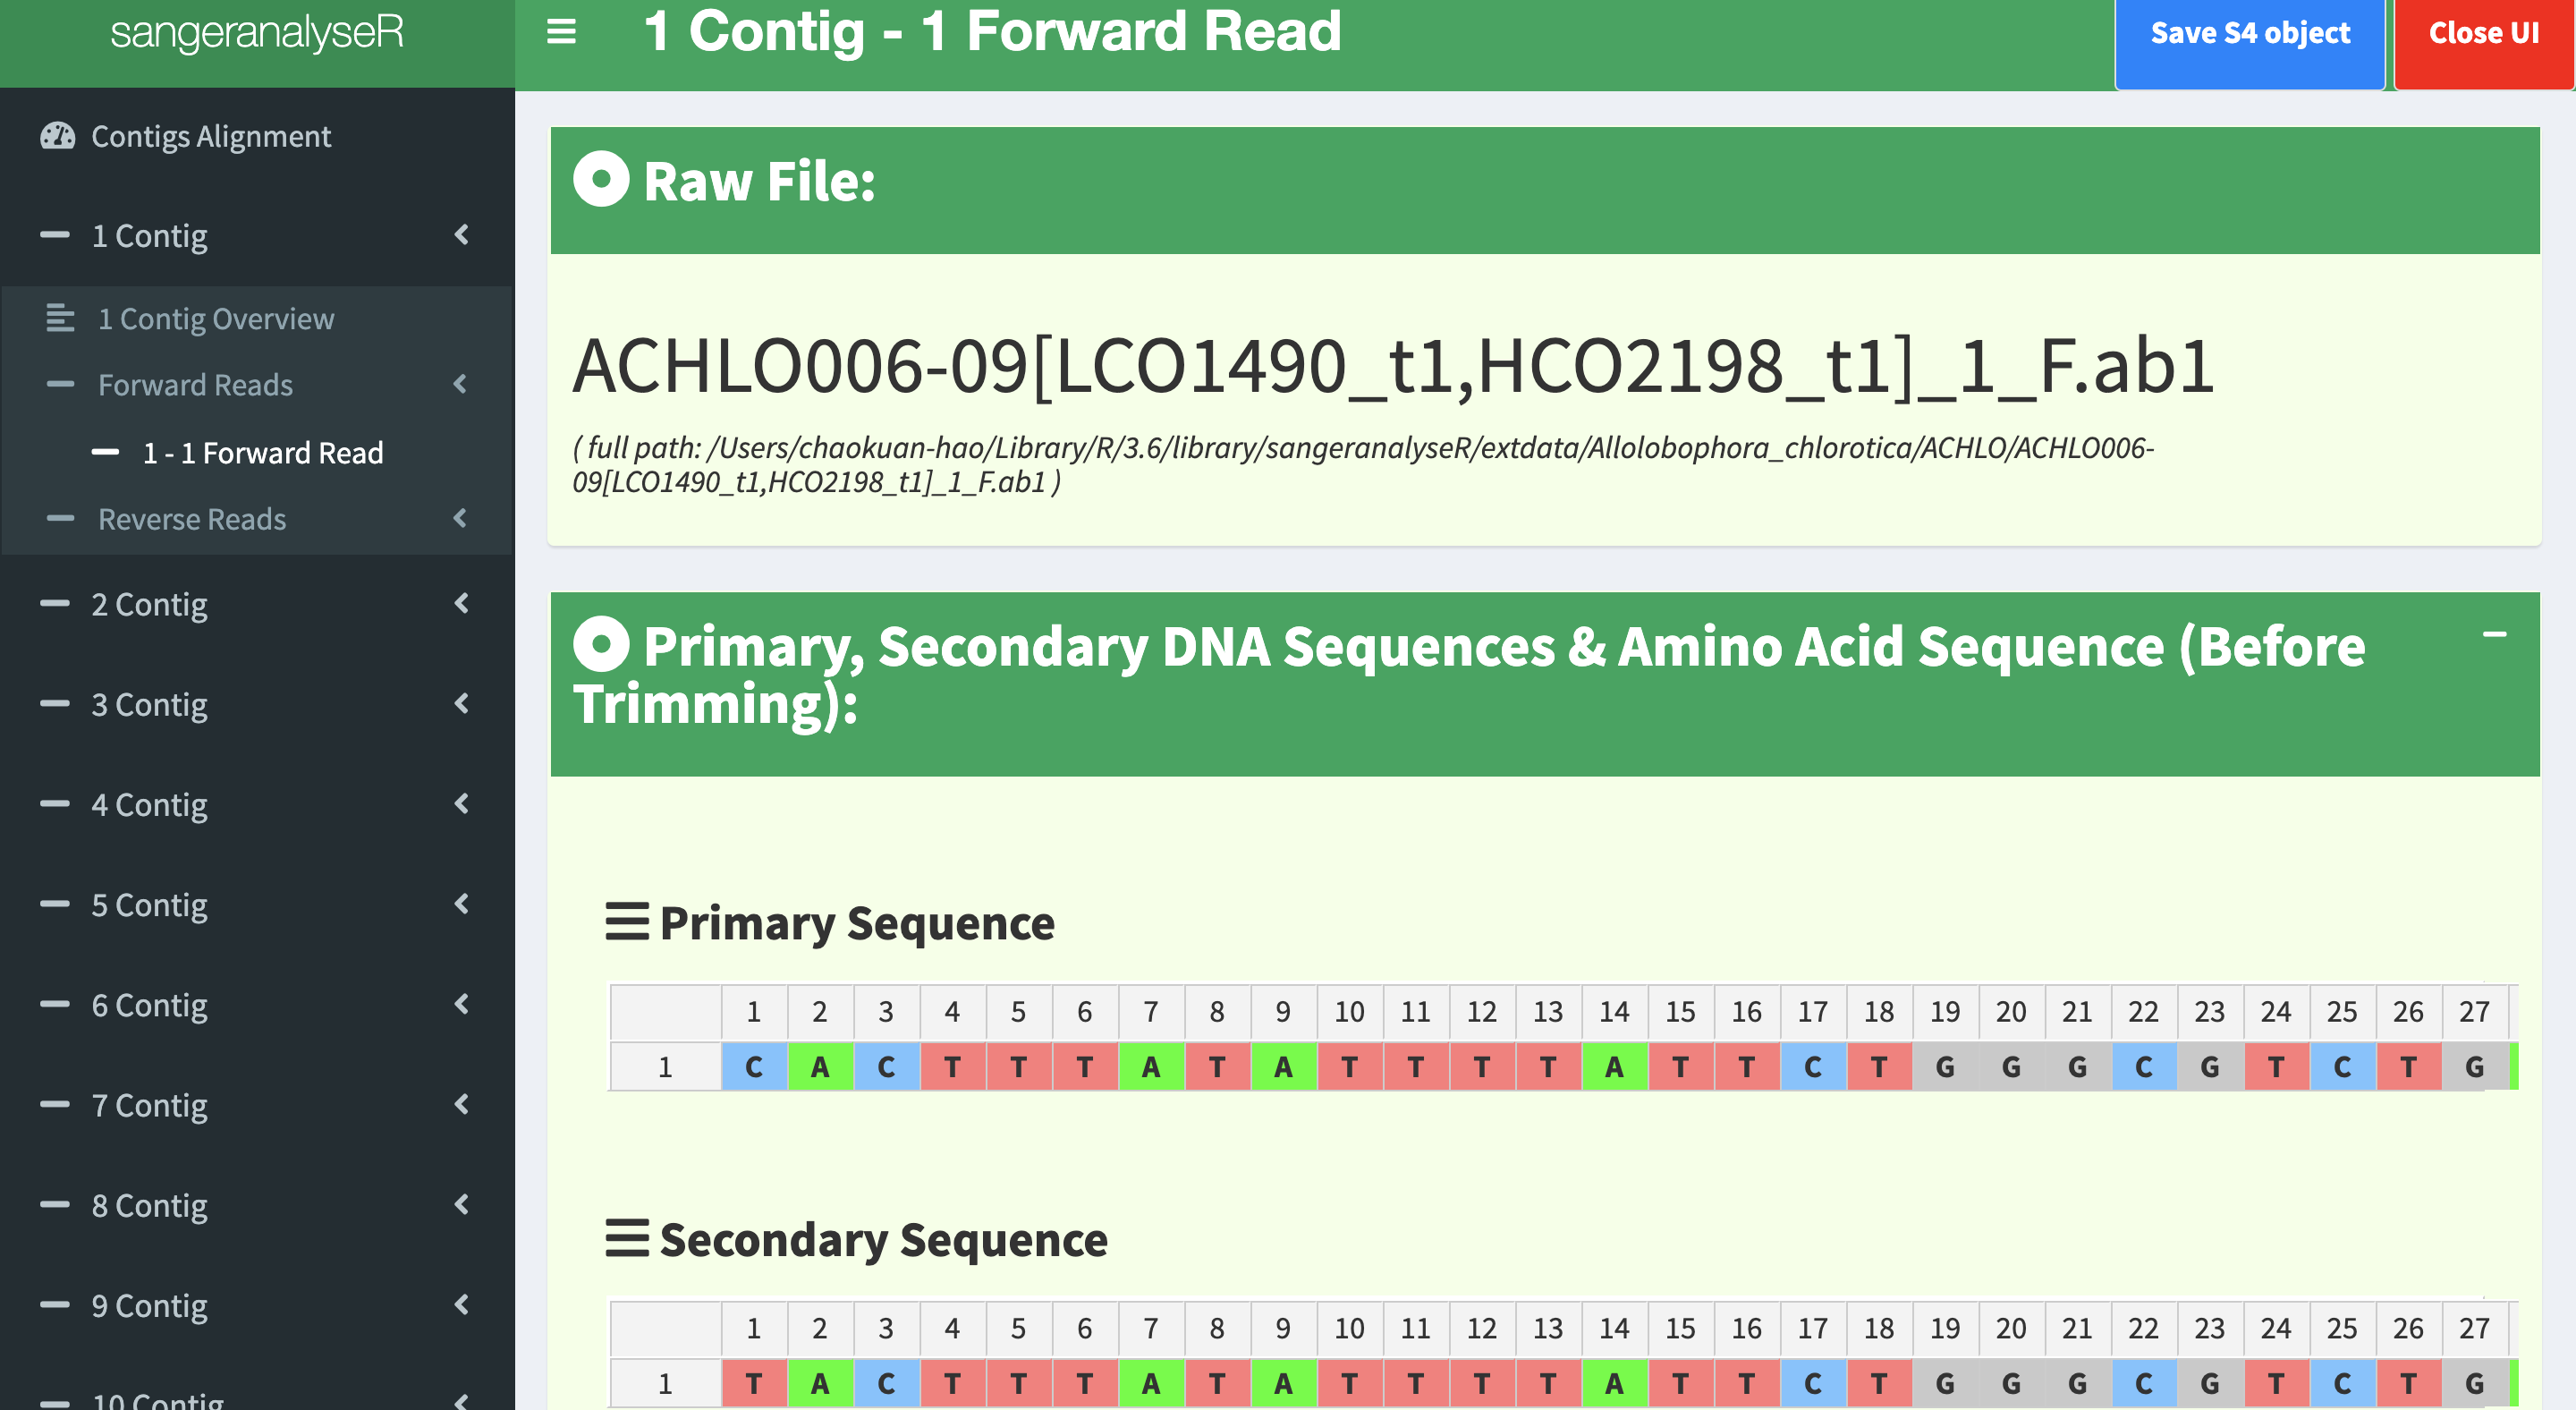 sangeranalyseR
1 Contig - 1 Forward Read
Save S4 object
Close UI
Contigs Alignment
1 Contig
1 Contig Overview
Forward Reads
1 - 1 Forward Read
Reverse Reads
2 Contig
3 Contig
4 Contig
5 Contig
6 Contig
7 Contig
8 Contig
9 Contig
10 Contig
Raw File:
ACHLO006-09[LCO1490_t1,HCO2198_t1]_1_F.ab1
( full path: /Users/chaokuan-hao/Library/R/3.6/library/sangeranalyseR/extdata/Allolobophora_chlorotica/ACHLO/ACHLO006-
09[LCO1490_t1,HCO2198_t1]_1_F.ab1 )
Primary, Secondary DNA Sequences & Amino Acid Sequence (Before
Trimming):
Primary Sequence
1 2 3 4 5 6 7 8 9 10 11 12 13 14 15 16 17 18 19 20 21 22 23 24 25 26 27
1 C A C T T T A T A T T T T A T T C T G G G C G T C T G
Secondary Sequence
1 2 3 4 5 6 7 8 9 10 11 12 13 14 15 16 17 18 19 20 21 22 23 24 25 26 27
1 T A C T T T A T A T T T T A T T C T G G G C G T C T G